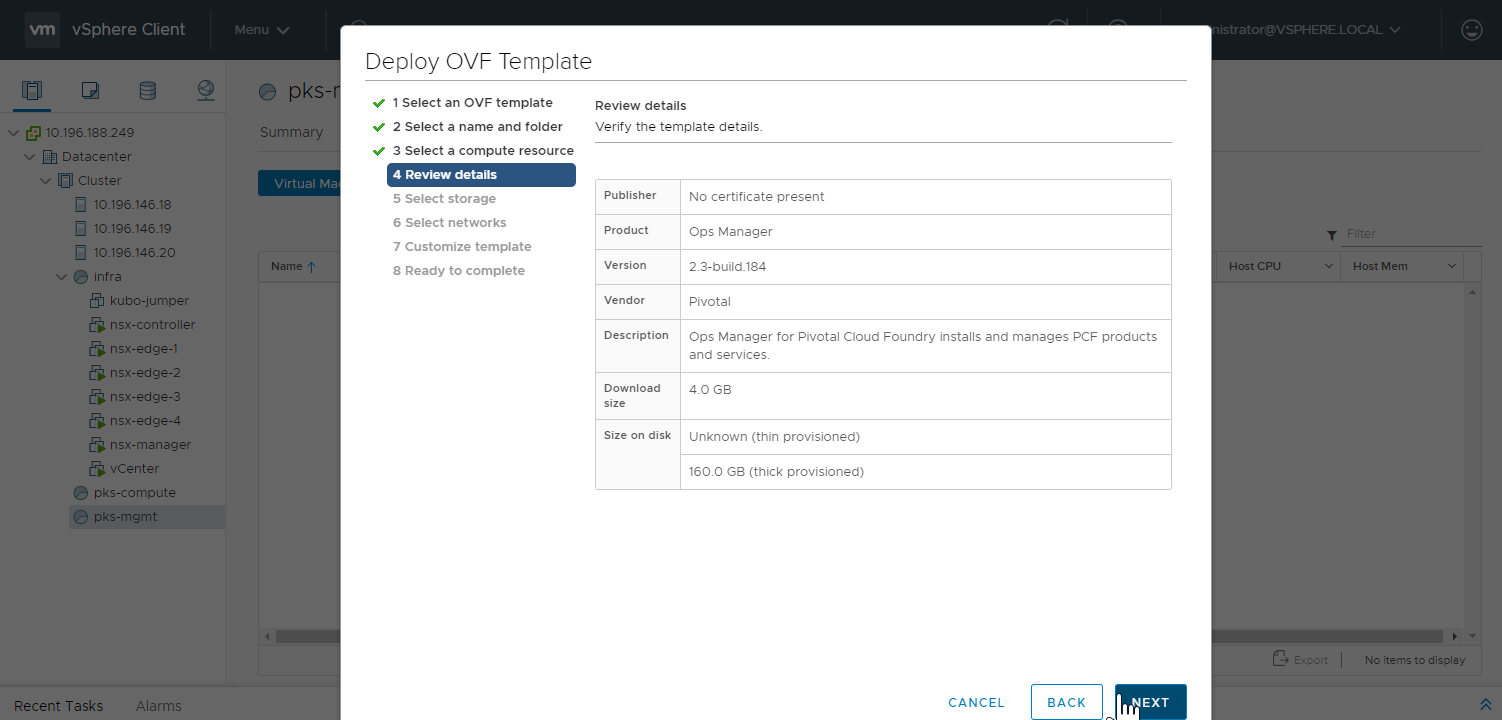 vm vSphere Client Menu
nistrator@VSPHERE.LOCAL
Deploy OVF Template
1 Select an OVF template
2 Select a name and folder
3 Select a compute resource
4 Review details
5 Select storage
6 Select networks
7 Customize template
8 Ready to complete
Review details
Verify the template details.
Publisher No certificate present
Product Ops Manager
Version 2.3-build.184
Vendor Pivotal
Description Ops Manager for Pivotal Cloud Foundry installs and manages PCF products
and services.
Download
size 4.0 GB
Size on disk Unknown (thin provisioned)
160.0 GB (thick provisioned)
CANCEL BACK NEXT
10.196.188.249
Datacenter
Cluster
10.196.146.18
10.196.146.19
10.196.146.20
infra
kubo-jumper
nsx-controller
nsx-edge-1
nsx-edge-2
nsx-edge-3
nsx-edge-4
nsx-manager
vCenter
pks-compute
pks-mgmt
pks-r
Summary
Virtual Mac
Filter
Name Host CPU Host Mem
Export No items to display
Recent Tasks Alarms